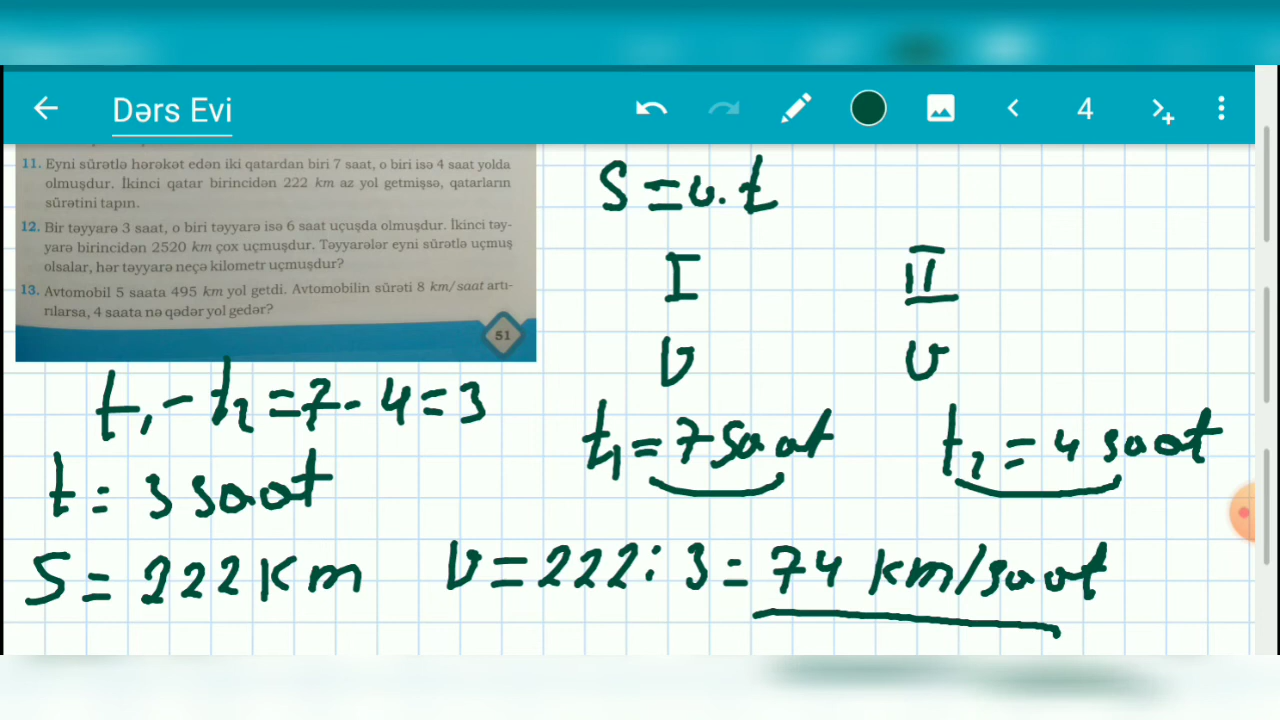 Dərs Evi
4
11. Eyni sürətlə hərəkət edən iki qatardan biri 7 saat, o biri isə 4 saat yolda
olmuşdur. İkinci qatar birincidən 222 km az yol getmişsə, qatarların
sürətini tapın.
12. Bir təyyarə 3 saat, o biri təyyarə isə 6 saat uçuşda olmuşdur. İkinci təy-
yarə birincidən 2520 km çox uçmuşdur. Təyyarələr eyni sürətlə uçmuş
olsalar, hər təyyarə neçə kilometr uçmuşdur?
13. Avtomobil 5 saata 495 km yol getdi. Avtomobilin sürəti 8 km/saat artı-
rılarsa, 4 saata nə qədər yol gedər?
51
S = v . t
I II
v v
t₁ = 7 saat t₂ = 4 saat
t₁ - t₂ = 7 - 4 = 3
t = 3 saat
S = 222 km v = 222 : 3 = 74 km/saat